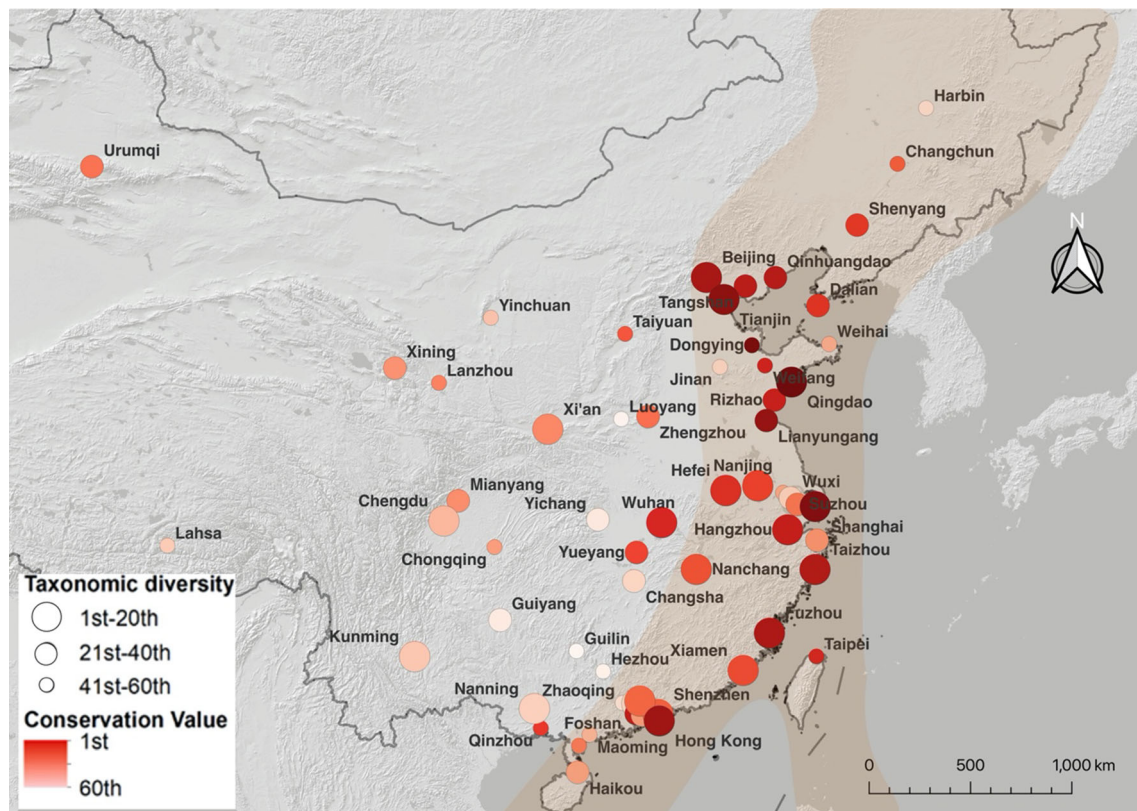 Harbin
Urumqi
Changchun
Shenyang
N
Beijing
Qinhuangdao
Dalian
Yinchuan
Tangshan
Taiyuan
Tianjin
Weihai
Dongying
Xining
Lanzhou
Jinan
Weifang
Rizhao
Qingdao
Xi'an
Luoyang
Zhengzhou
Lianyungang
Hefei
Nanjing
Mianyang
Wuxi
Chengdu
Yichang
Wuhan
Suzhou
Lahsa
Hangzhou
Shanghai
Chongqing
Yueyang
Taizhou
Nanchang
Changsha
Guiyang
Fuzhou
Kunming
Guilin
Hezhou
Xiamen
Taipei
Nanning
Zhaoqing
Shenzhen
Qinzhou
Foshan
Maoming
Hong Kong
Haikou
Taxonomic diversity
1st-20th
21st-40th
41st-60th
Conservation Value
1st
60th
0 500 1,000 km